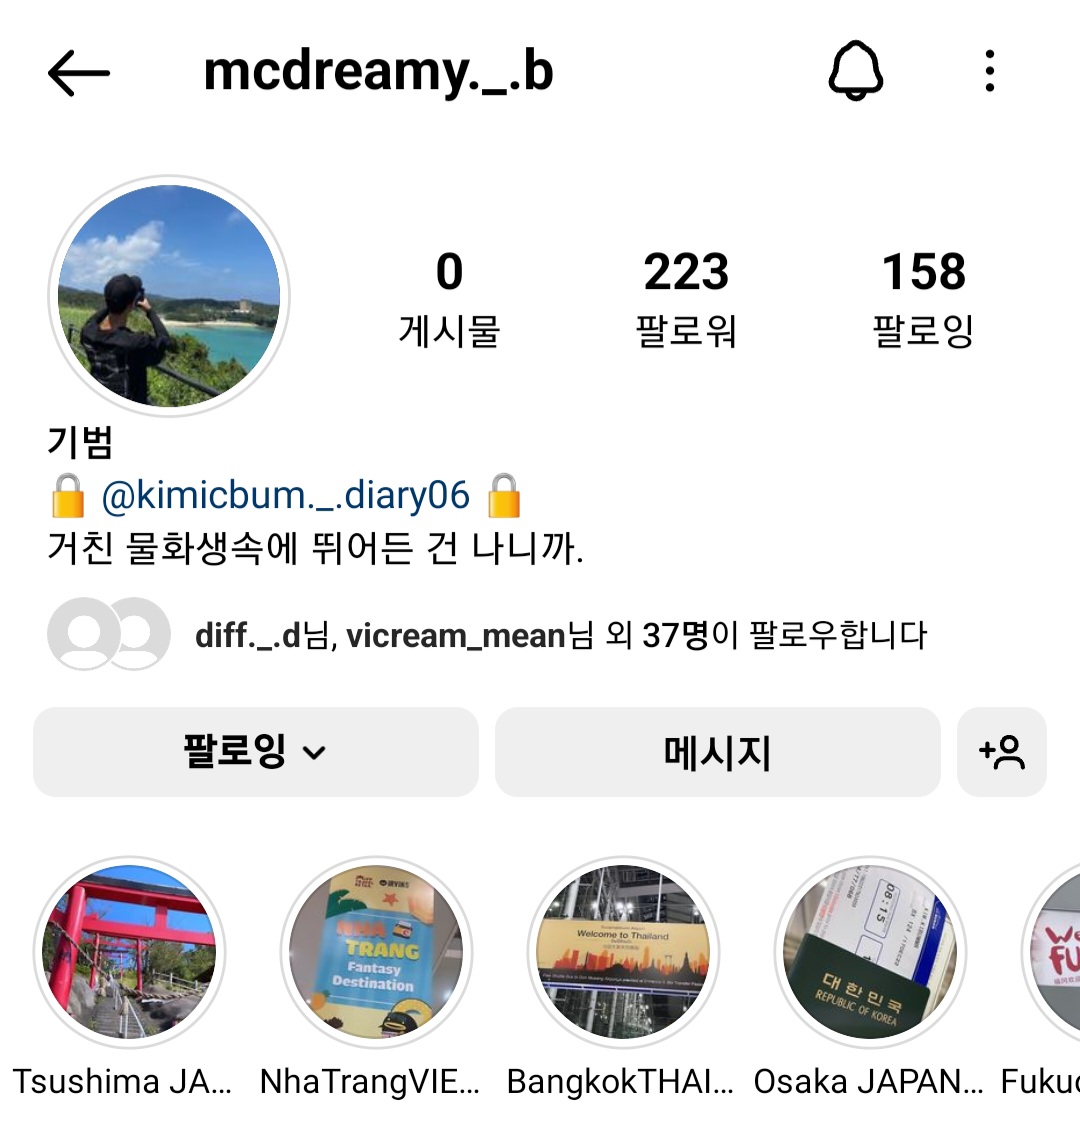 mcdreamy._.b
0
게시물
223
팔로워
158
팔로잉
기범
@kimicbum._.diary06
거친 물화생속에 뛰어든 건 나니까.
diff._.d님, vicream_mean님 외 37명이 팔로우합니다
팔로잉
메시지
NHA
TRANG
Fantasy
Destination
Welcome to Thailand
08:15
대한민국
REPUBLIC OF KOREA
Tsushima JA...
NhaTrangVIE...
BangkokTHAI...
Osaka JAPAN...